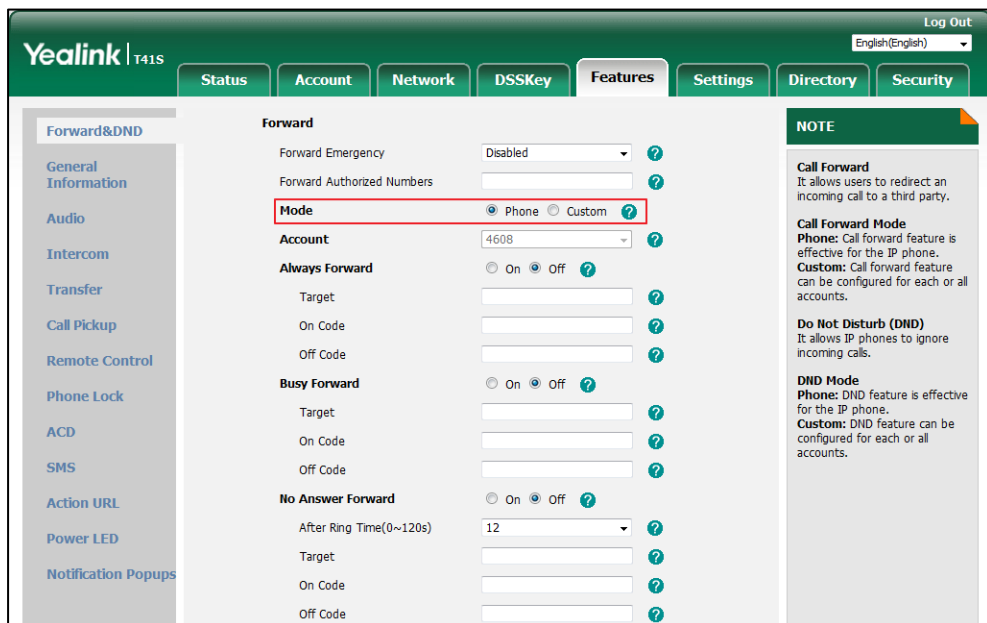 Log Out
English(English)
Yealink T41S
Status Account Network DSSKey Features Settings Directory Security
Forward&DND
General
Information
Audio
Intercom
Transfer
Call Pickup
Remote Control
Phone Lock
ACD
SMS
Action URL
Power LED
Notification Popups
Forward
Forward Emergency Disabled ?
Forward Authorized Numbers ?
Mode Phone Custom ?
Account 4608 ?
Always Forward On Off ?
Target ?
On Code ?
Off Code ?
Busy Forward On Off ?
Target ?
On Code ?
Off Code ?
No Answer Forward On Off ?
After Ring Time(0~120s) 12 ?
Target ?
On Code ?
Off Code ?
NOTE
Call Forward
It allows users to redirect an
incoming call to a third party.
Call Forward Mode
Phone: Call forward feature is
effective for the IP phone.
Custom: Call forward feature
can be configured for each or all
accounts.
Do Not Disturb (DND)
It allows IP phones to ignore
incoming calls.
DND Mode
Phone: DND feature is effective
for the IP phone.
Custom: DND feature can be
configured for each or all
accounts.